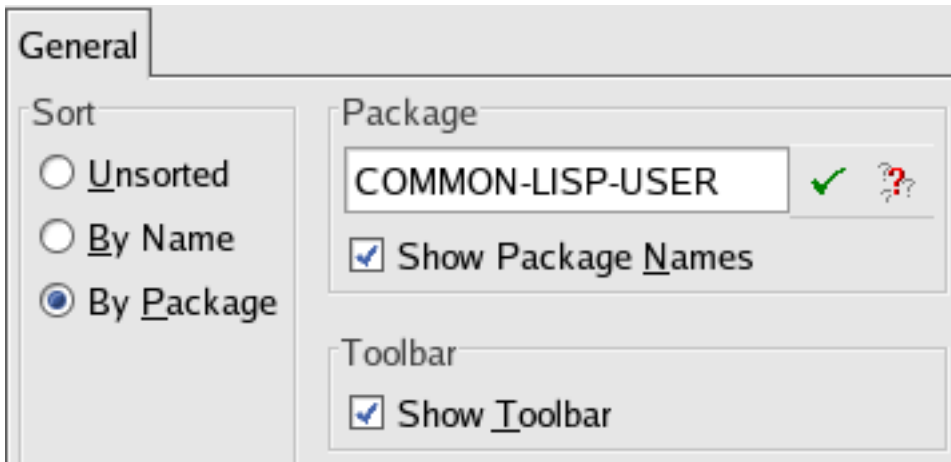 General
Sort
Unsorted
By Name
By Package
Package
COMMON-LISP-USER
Show Package Names
Toolbar
Show Toolbar